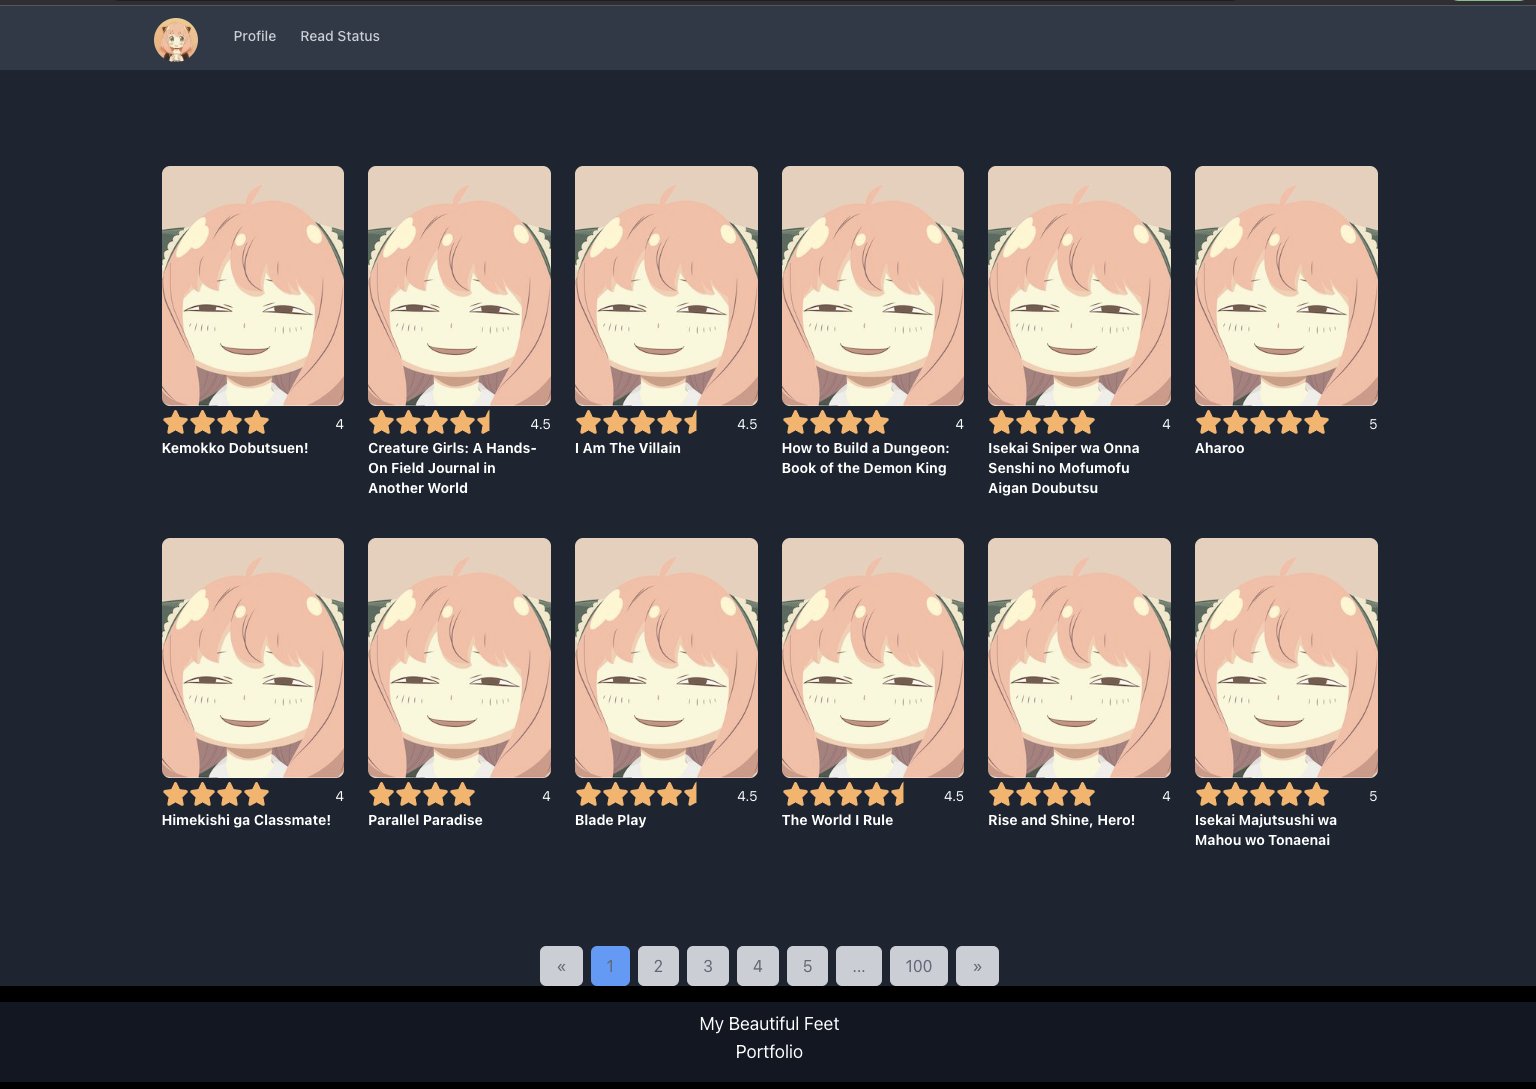 Profile Read Status
4 4.5 4.5 4 4 5
Kemokko Dobutsuen!
Creature Girls: A Hands-
On Field Journal in
Another World
I Am The Villain
How to Build a Dungeon:
Book of the Demon King
Isekai Sniper wa Onna
Senshi no Mofumofu
Aigan Doubutsu
Aharoo
4 4 4.5 4.5 4 5
Himekishi ga Classmate!
Parallel Paradise
Blade Play
The World I Rule
Rise and Shine, Hero!
Isekai Majutsushi wa
Mahou wo Tonaenai
« 1 2 3 4 5 ... 100 »
My Beautiful Feet
Portfolio